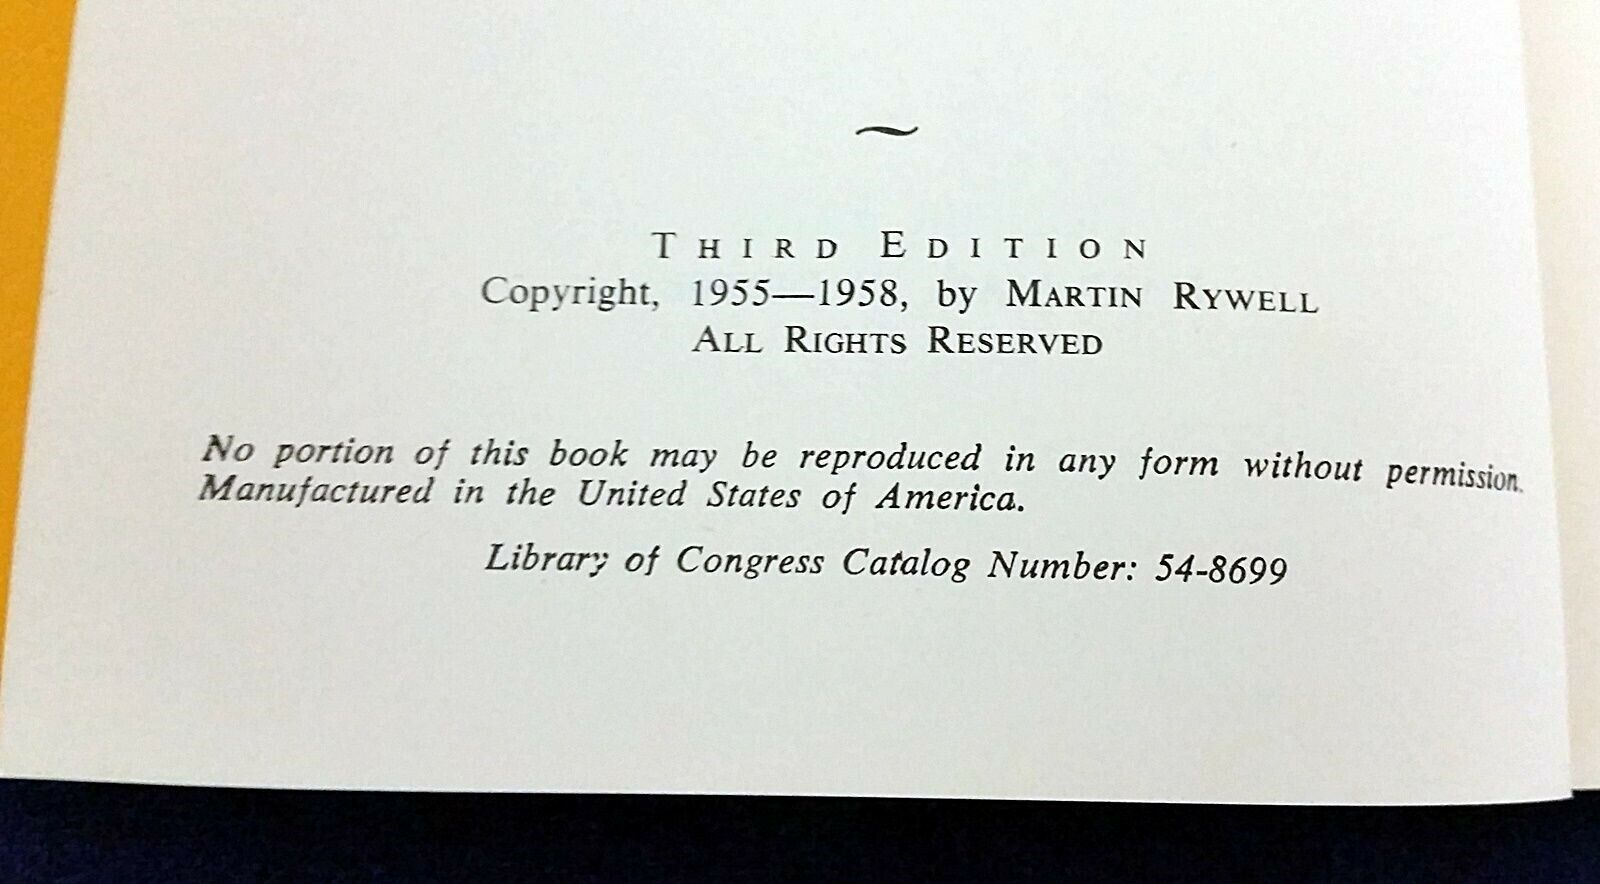 THIRD EDITION
Copyright, 1955—1958, by MARTIN RYWELL
ALL RIGHTS RESERVED
No portion of this book may be reproduced in any form without permission.
Manufactured in the United States of America.
Library of Congress Catalog Number: 54-8699